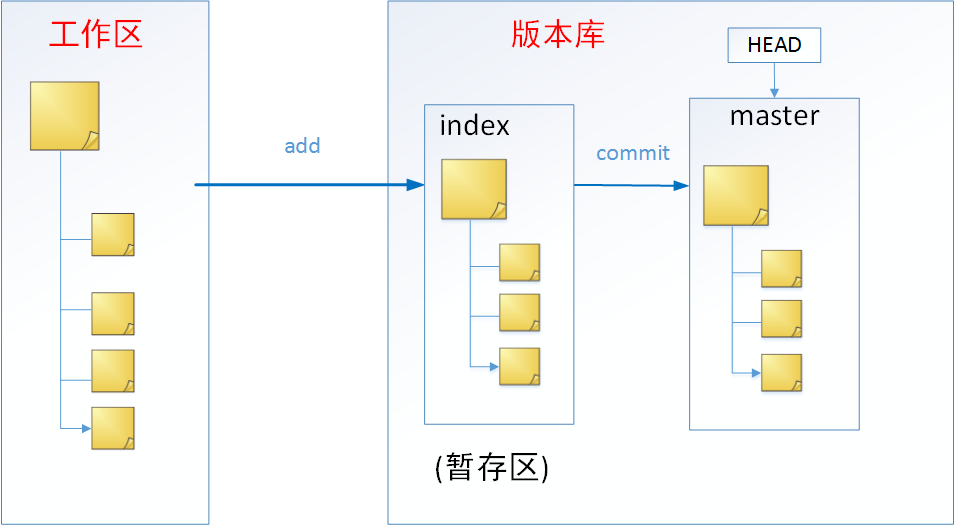 工作区
版本库
HEAD
index
master
add
commit
(暂存区)